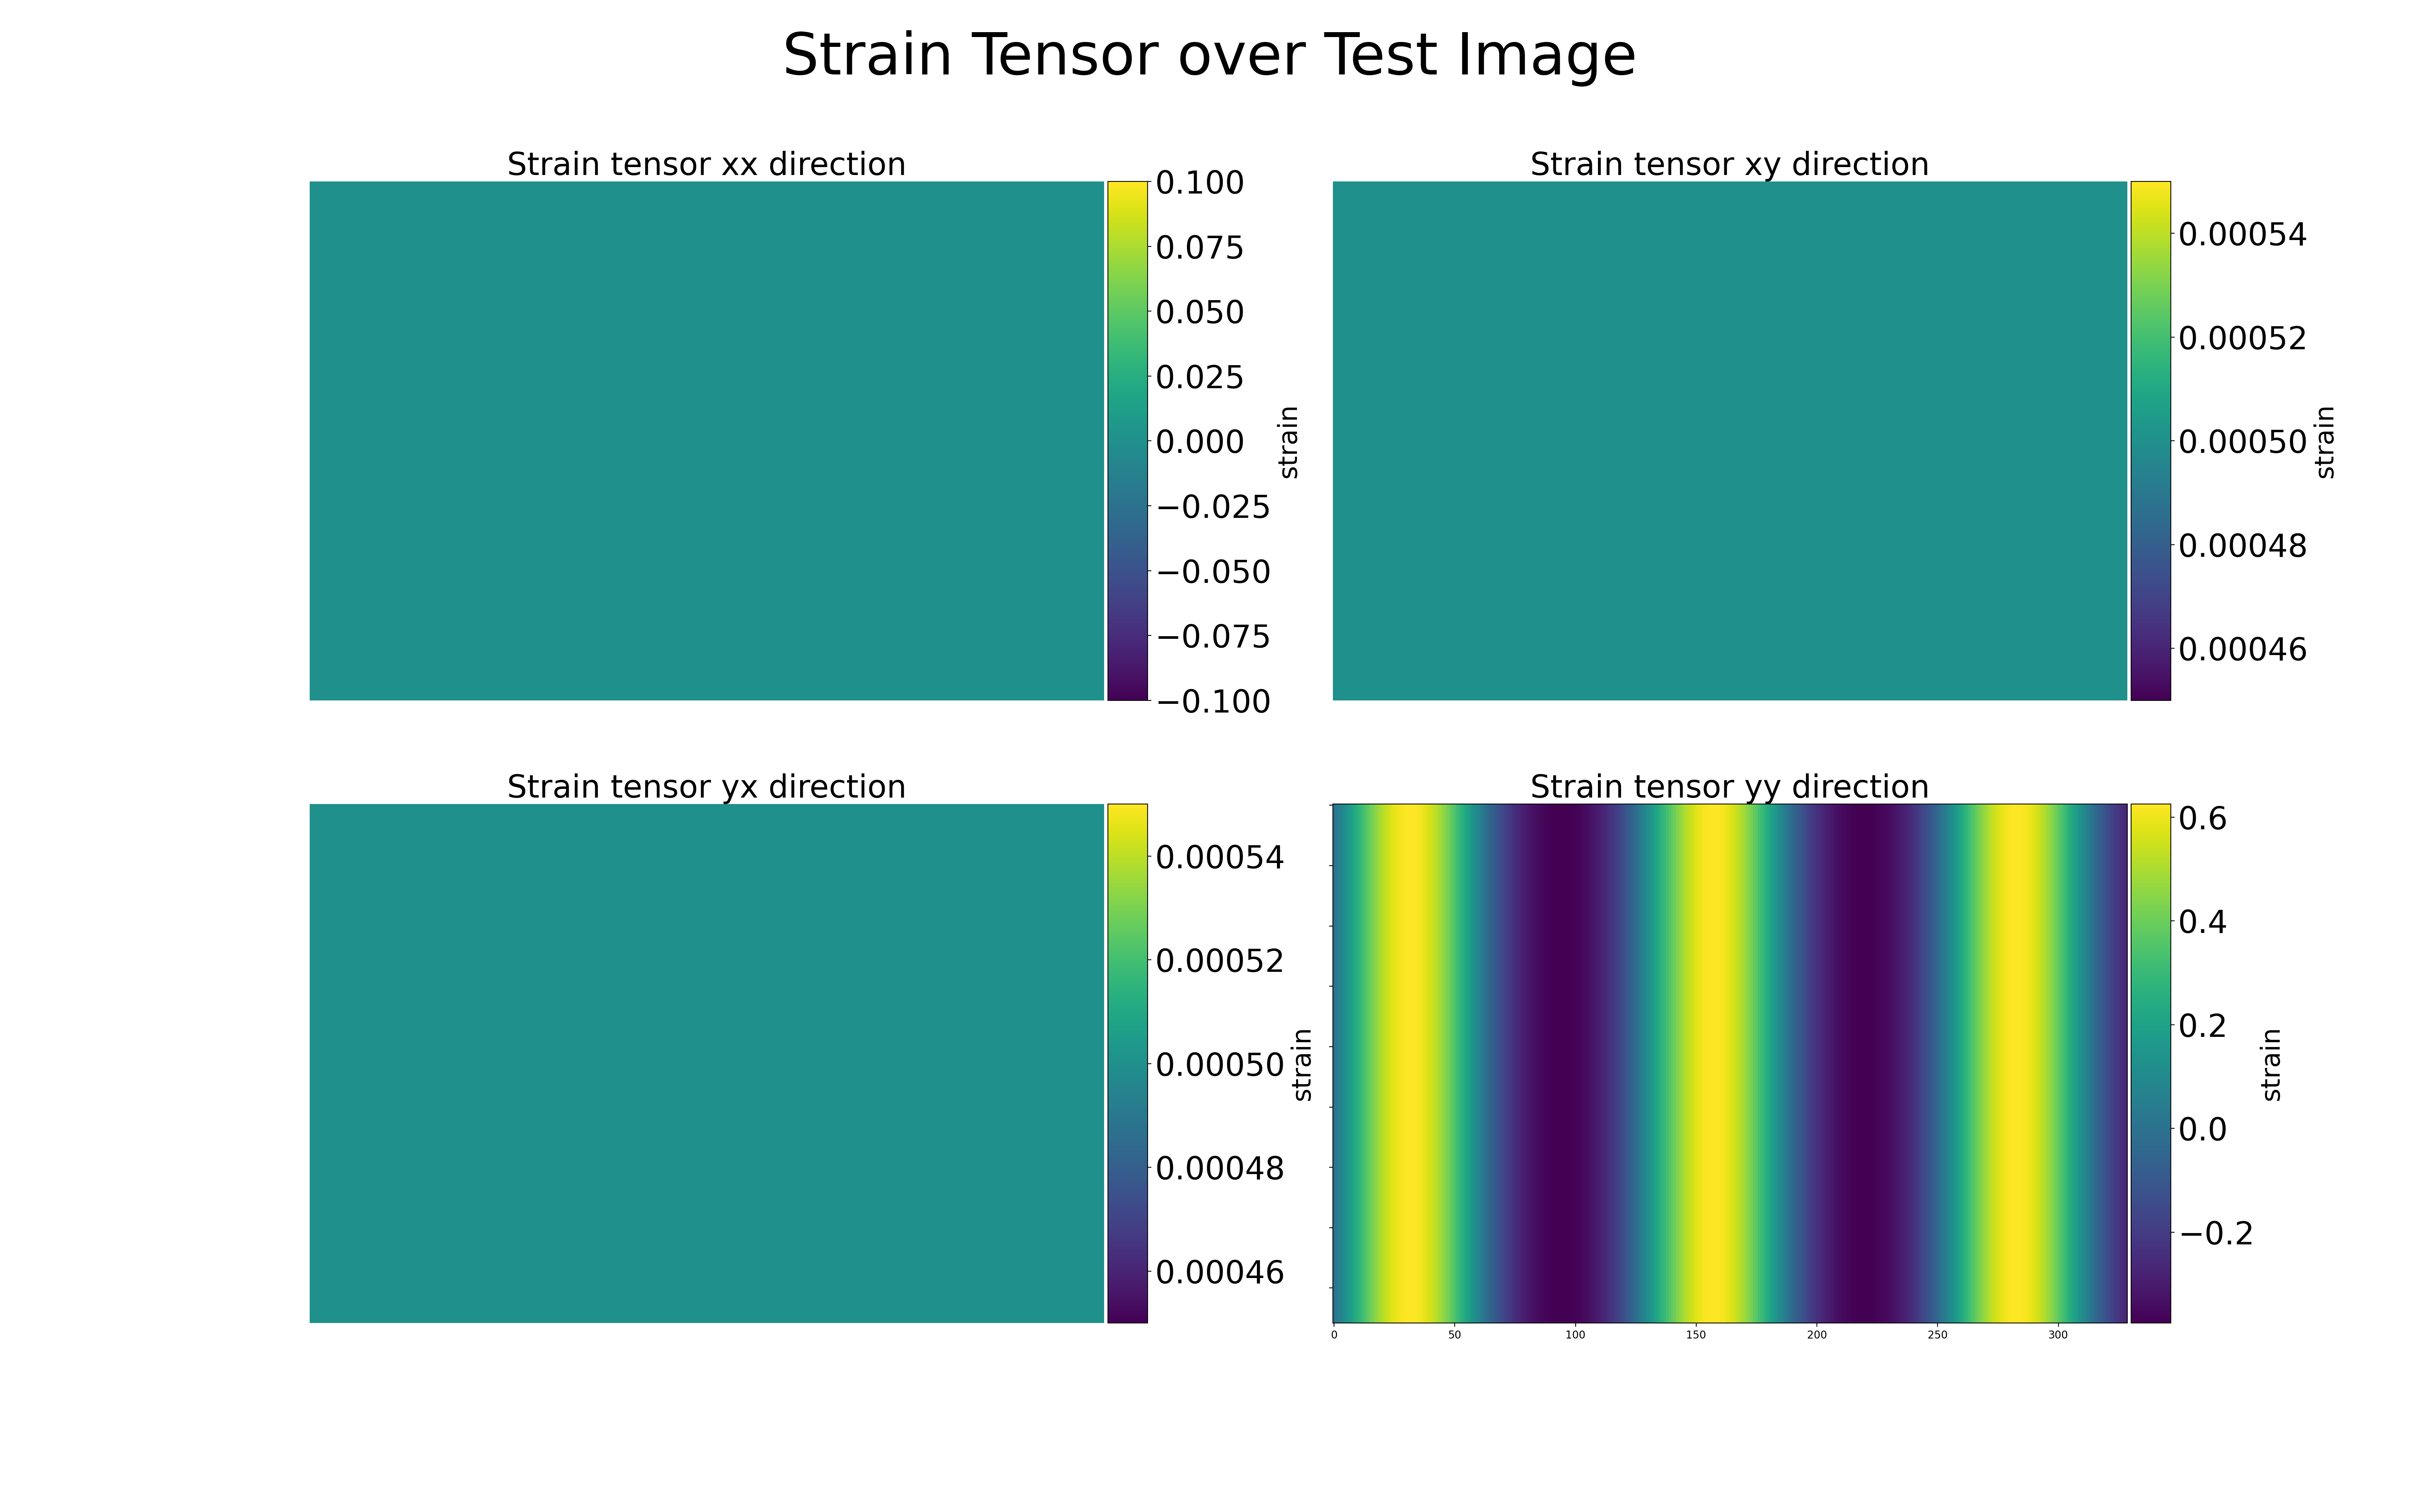 Strain Tensor over Test Image
Strain tensor xx direction
0.100
0.075
0.050
0.025
0.000
−0.025
−0.050
−0.075
−0.100
strain
Strain tensor xy direction
0.00054
0.00052
0.00050
0.00048
0.00046
strain
Strain tensor yx direction
0.00054
0.00052
0.00050
0.00048
0.00046
strain
Strain tensor yy direction
0.6
0.4
0.2
0.0
−0.2
strain
0 50 100 150 200 250 300